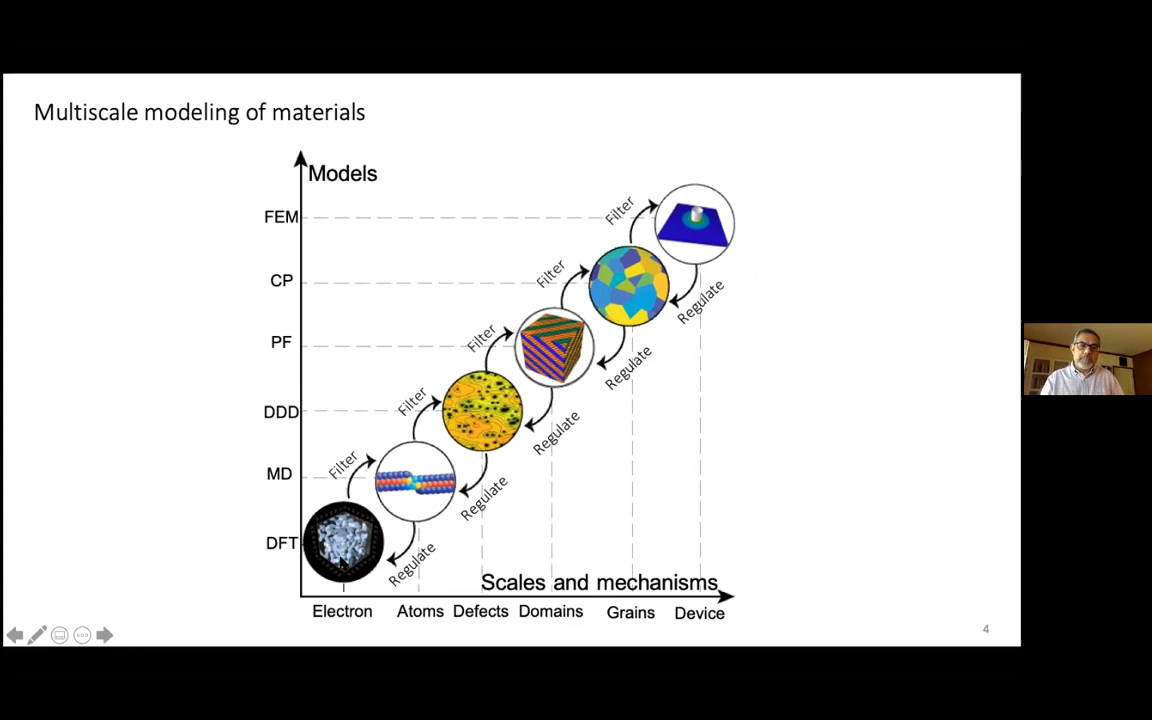 Multiscale modeling of materials
Models
FEM
Filter
CP
Filter
Regulate
PF
Filter
Regulate
DDD
Filter
Regulate
MD
Filter
Regulate
DFT
Regulate
Scales and mechanisms
Electron Atoms Defects Domains Grains Device
4